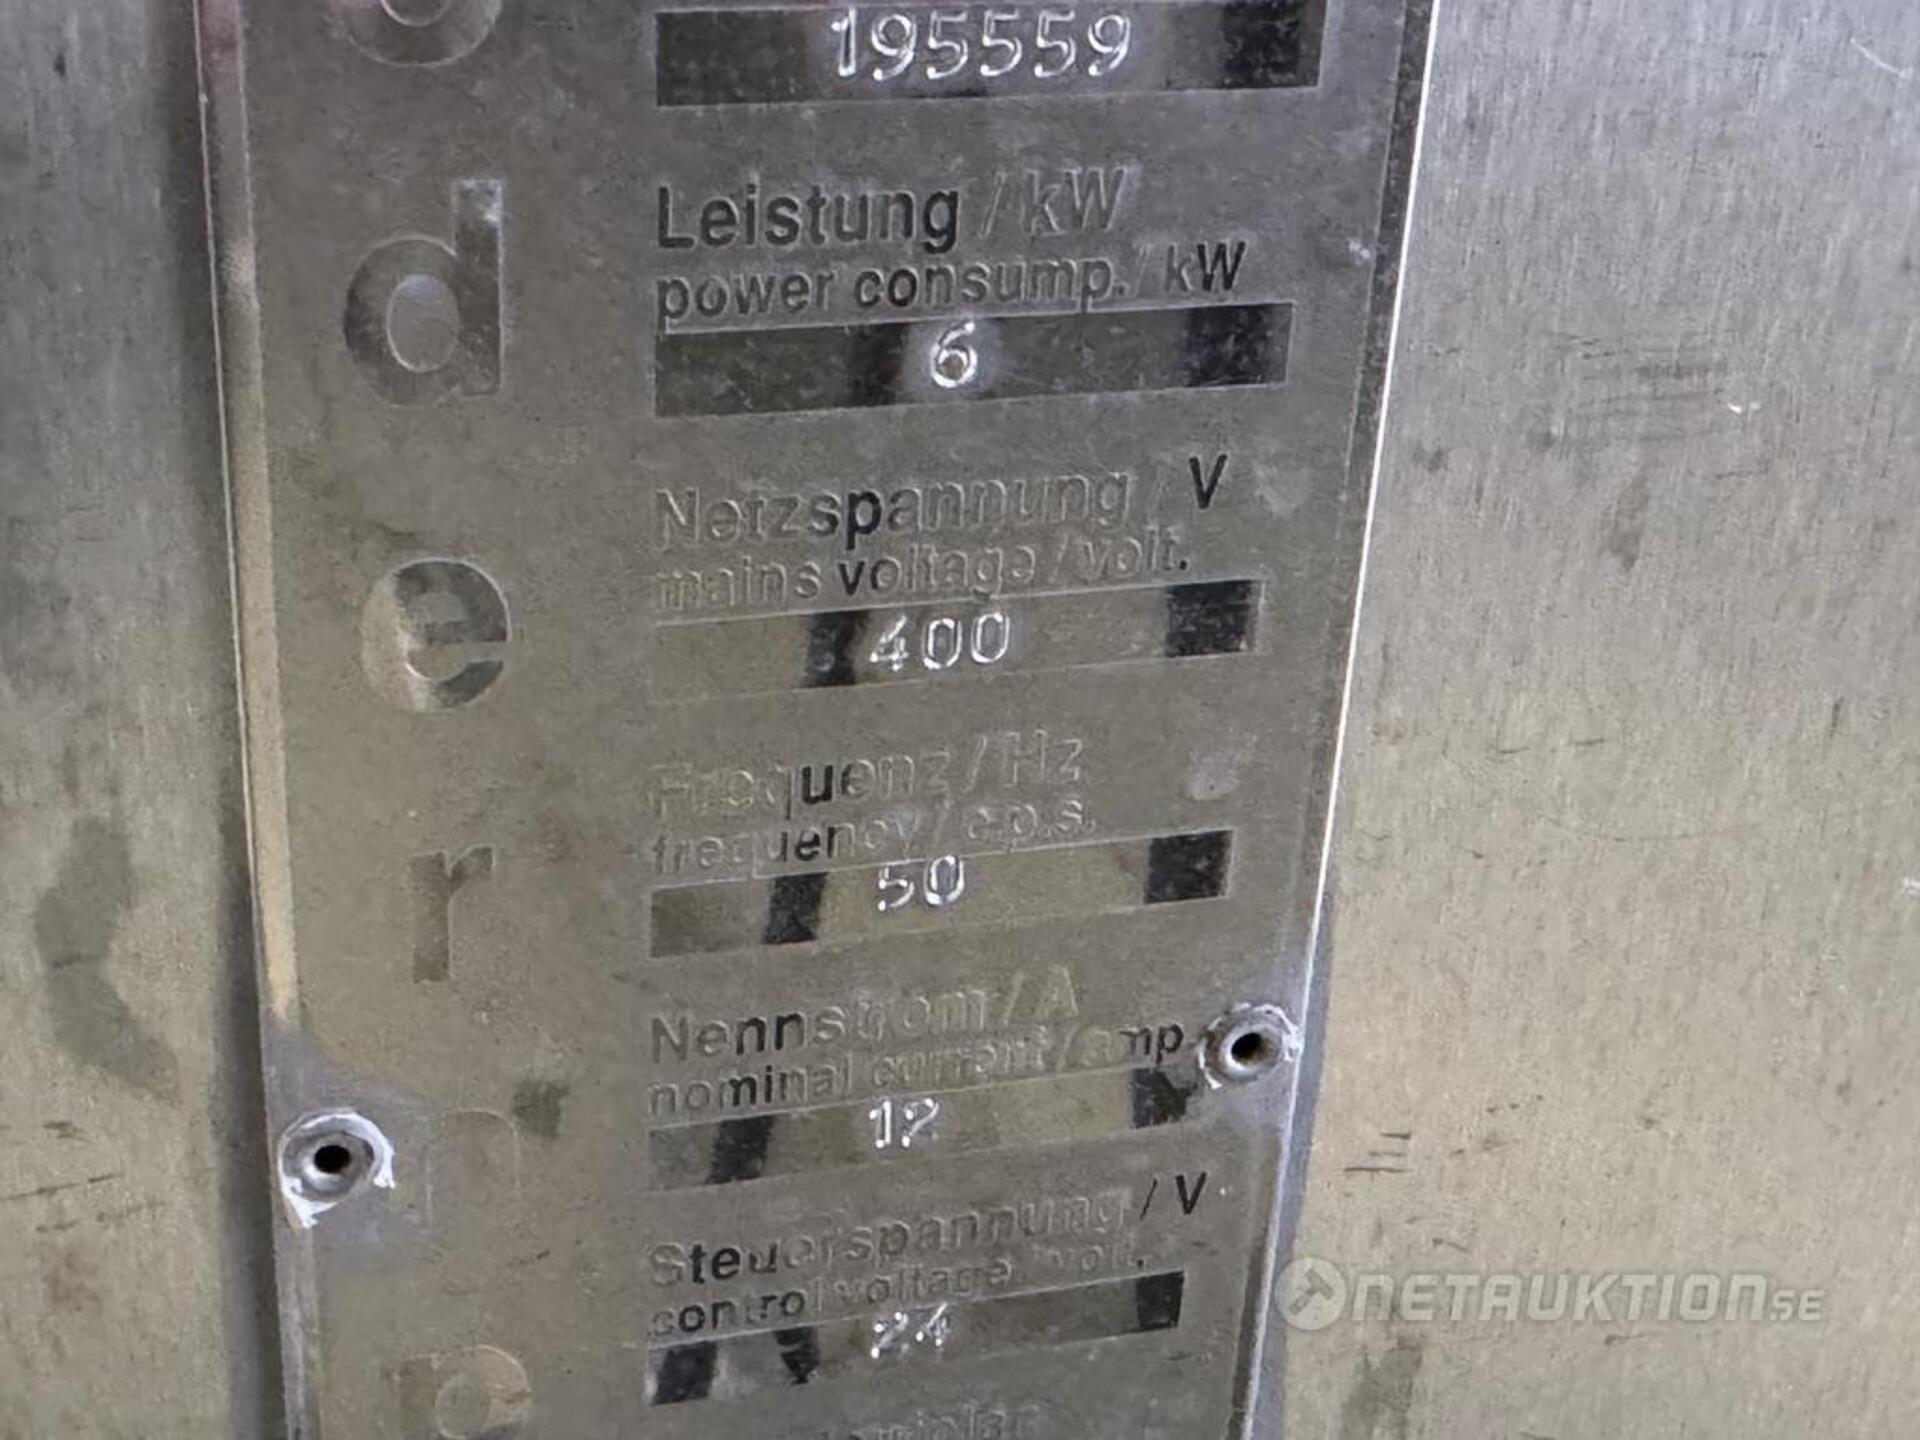 195559
Leistung / kW
power consump. / kW
6
Netzspannung / V
mains voltage / volt.
400
Frequenz / Hz
frequency / c.p.s.
50
Nennstrom / A
nominal current / amp.
12
Steuerspannung / V
control voltage / volt.
24
d
e
r
NETAUKTION.SE